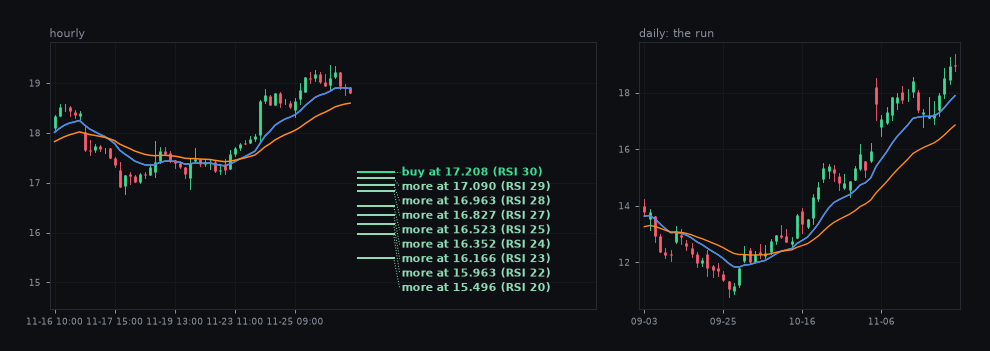 hourly
19
18
17
16
15
11-16 10:00 11-17 15:00 11-19 13:00 11-23 11:00 11-25 09:00
buy at 17.208 (RSI 30)
more at 17.090 (RSI 29)
more at 16.963 (RSI 28)
more at 16.827 (RSI 27)
more at 16.523 (RSI 25)
more at 16.352 (RSI 24)
more at 16.166 (RSI 23)
more at 15.963 (RSI 22)
more at 15.496 (RSI 20)
daily: the run
18
16
14
12
09-03 09-25 10-16 11-06